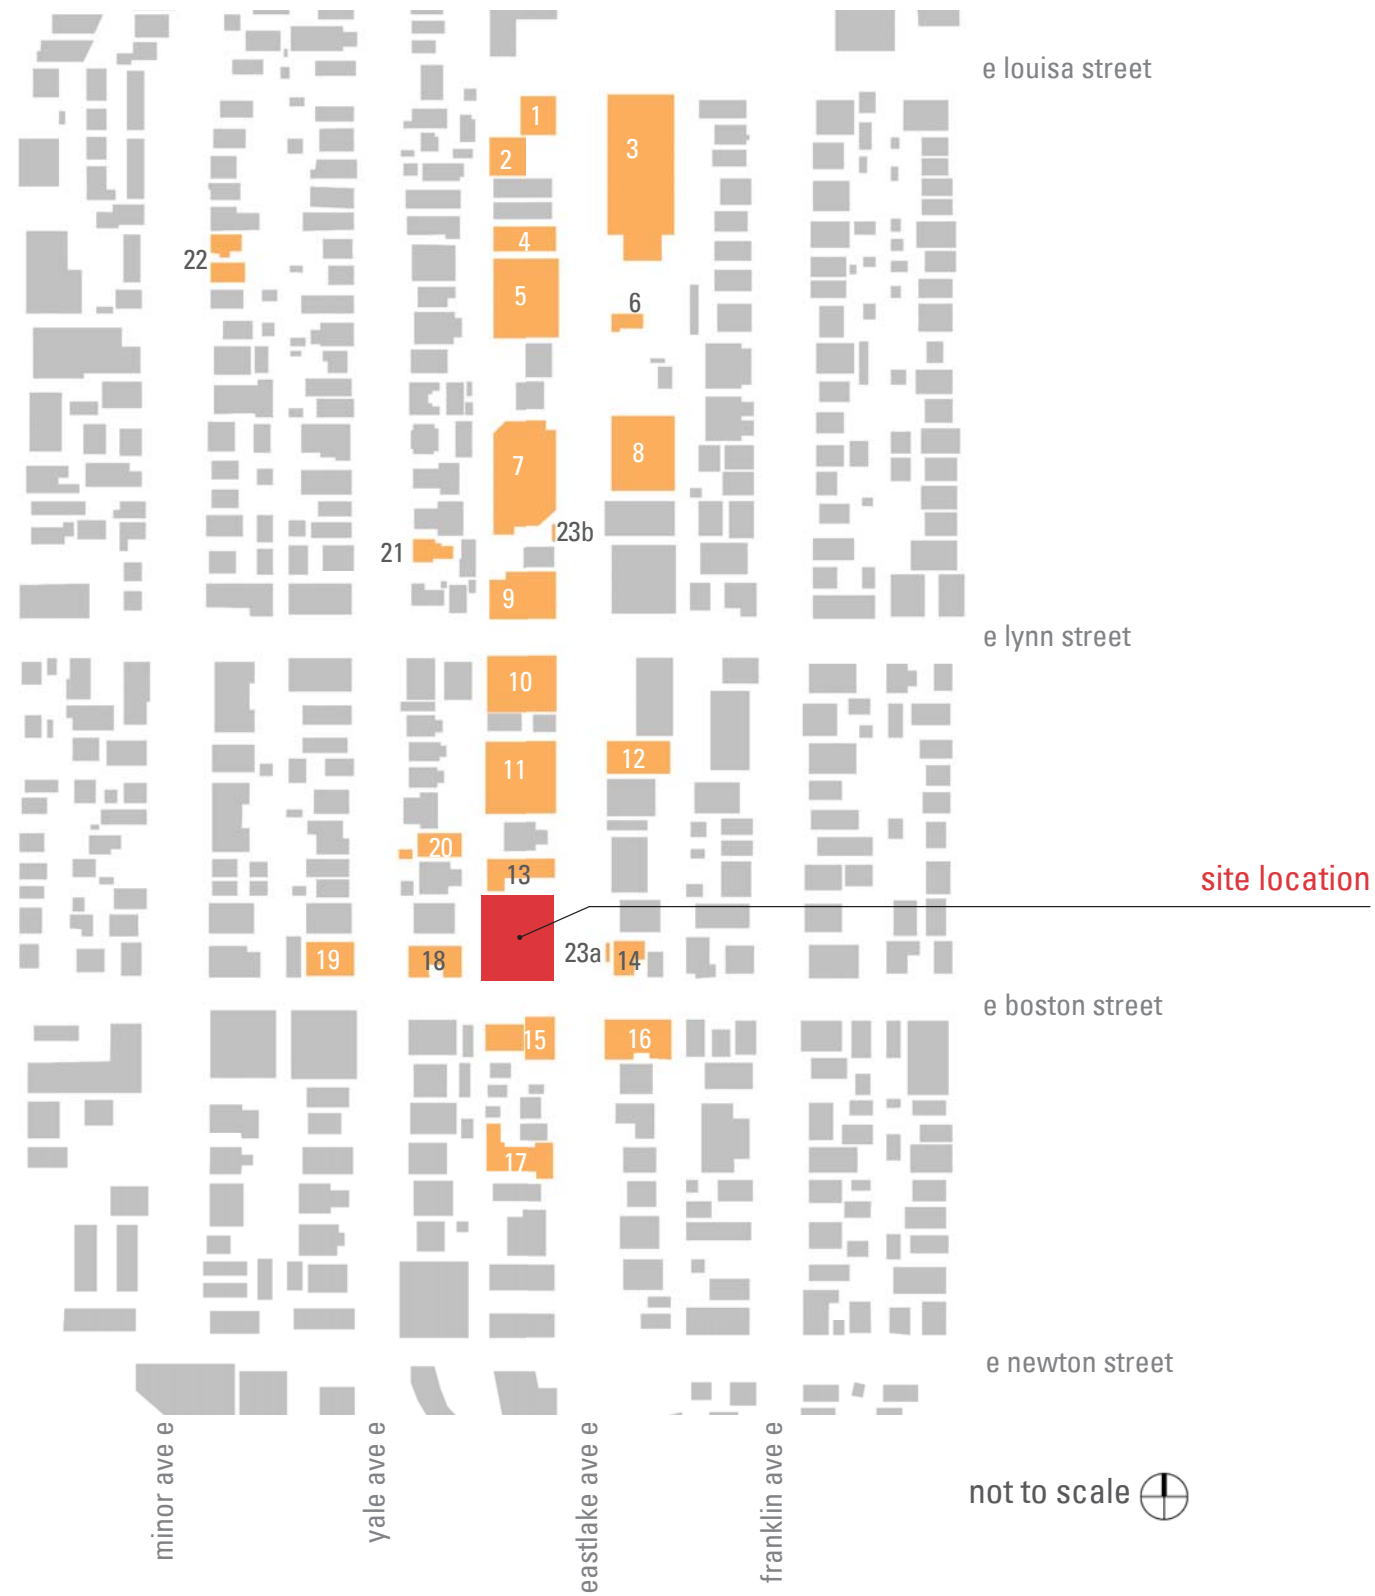 e louisa street
1
2
3
4
22
5
6
7
8
23b
21
9
e lynn street
10
11
12
20
13
site location
19
18
23a
14
e boston street
15
16
17
e newton street
minor ave e
yale ave e
eastlake ave e
franklin ave e
not to scale